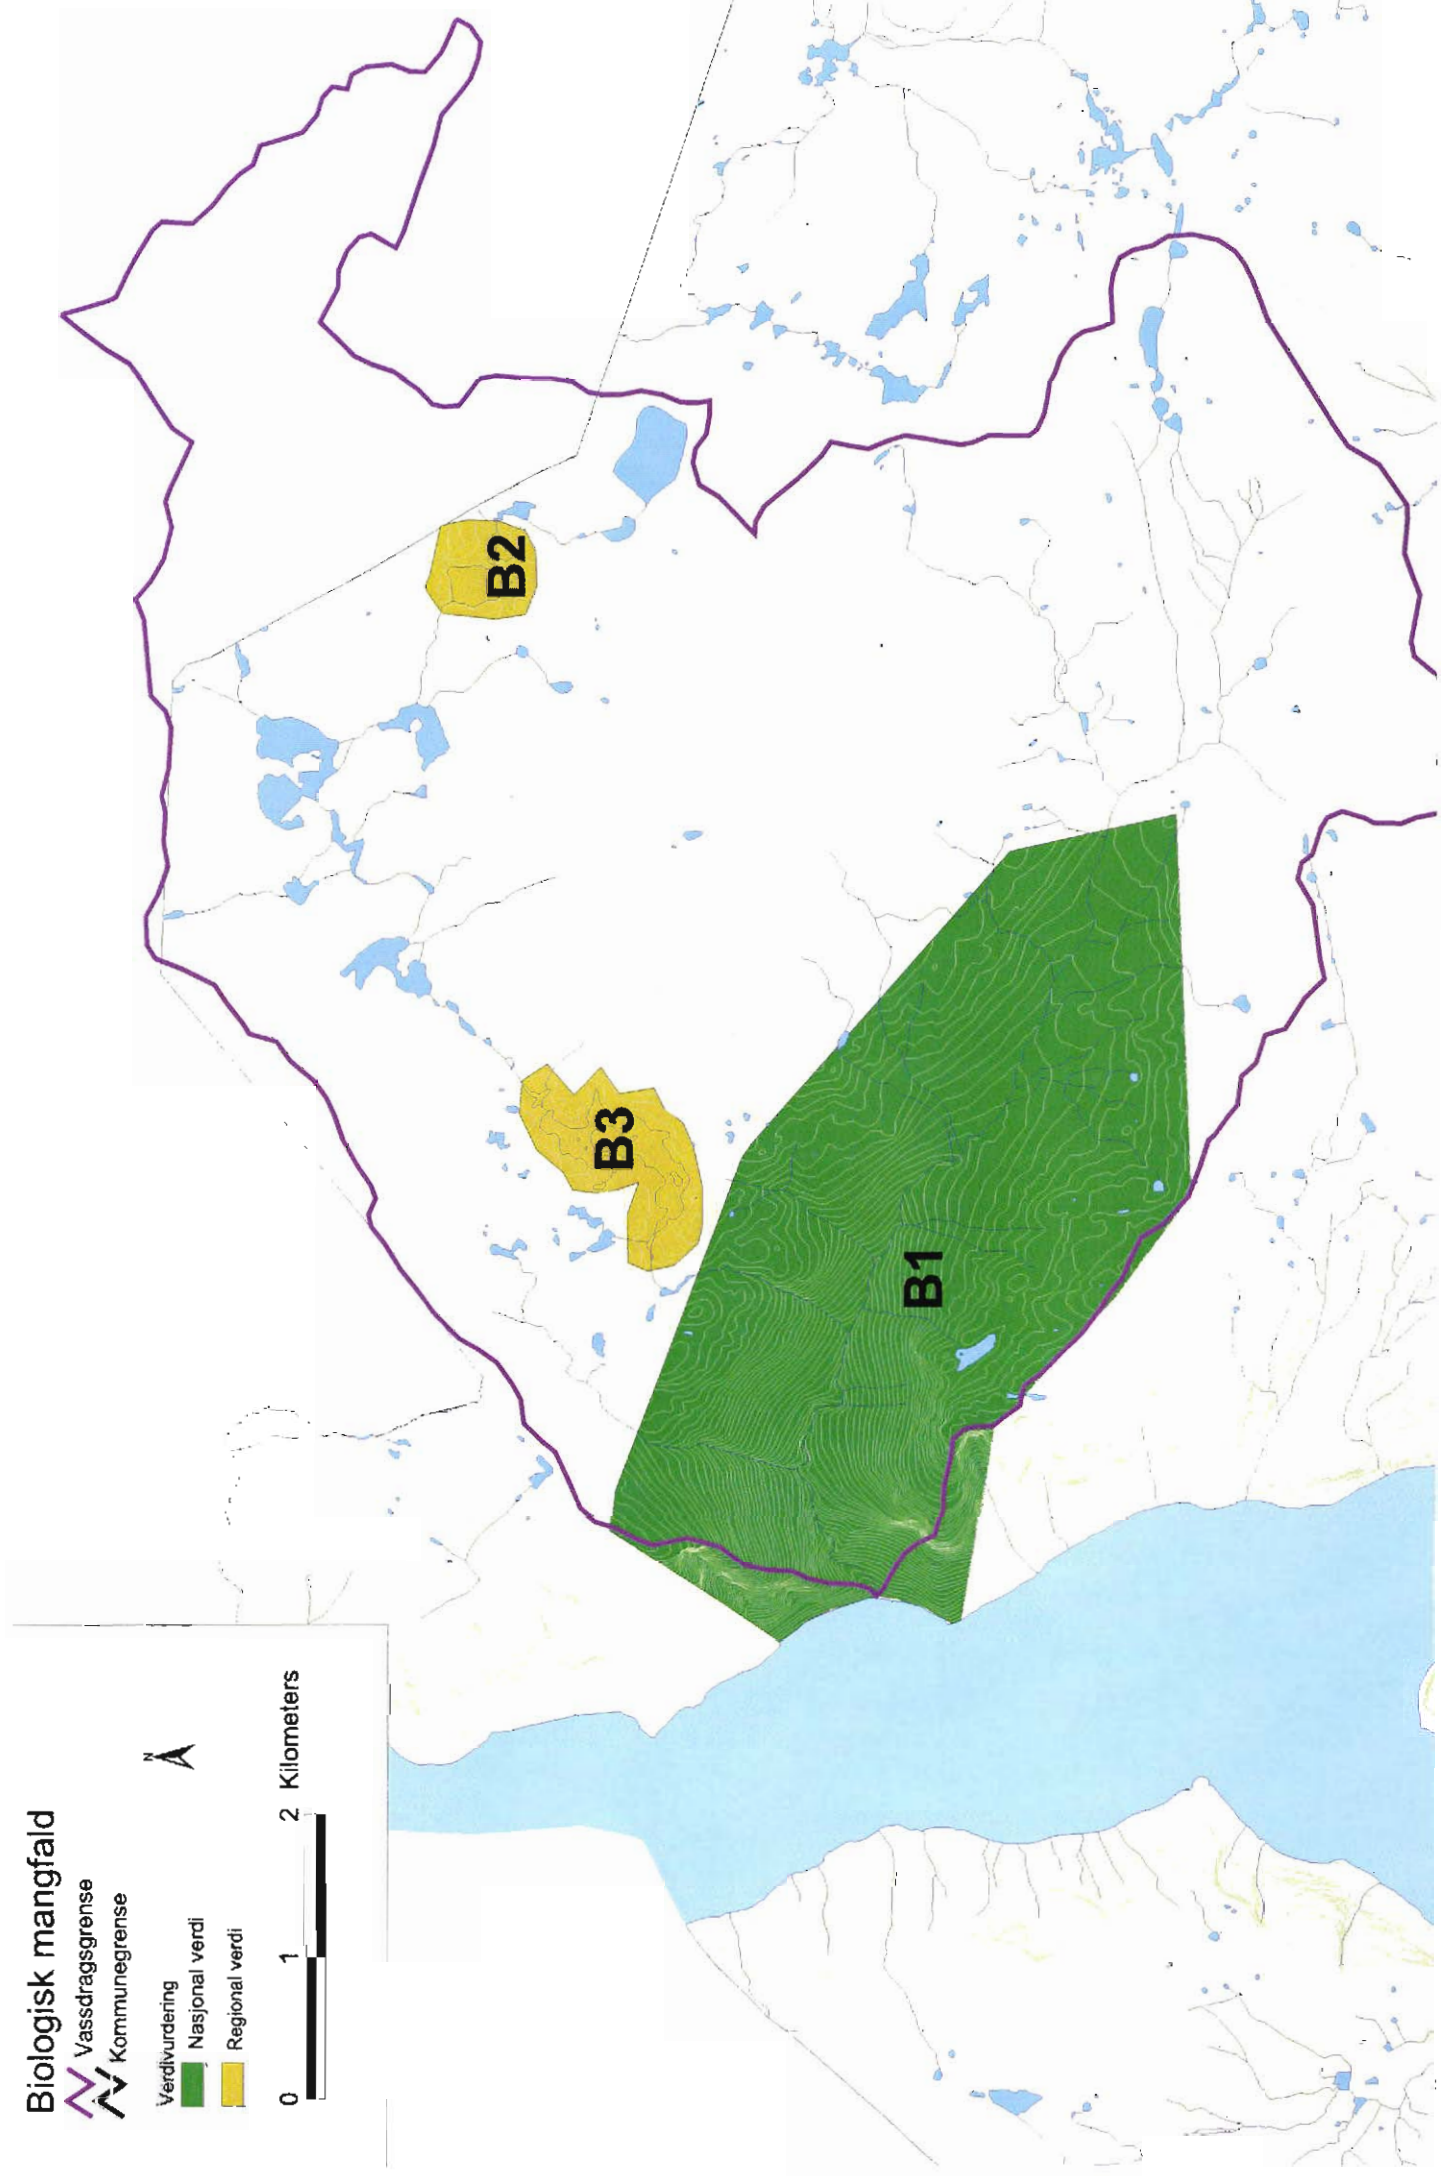 Biologisk mangfald
Vassdragsgrense
Kommunegrense
Verdivurdering
Nasjonal verdi
Regional verdi
N
0 1 2 Kilometers
B1
B2
B3